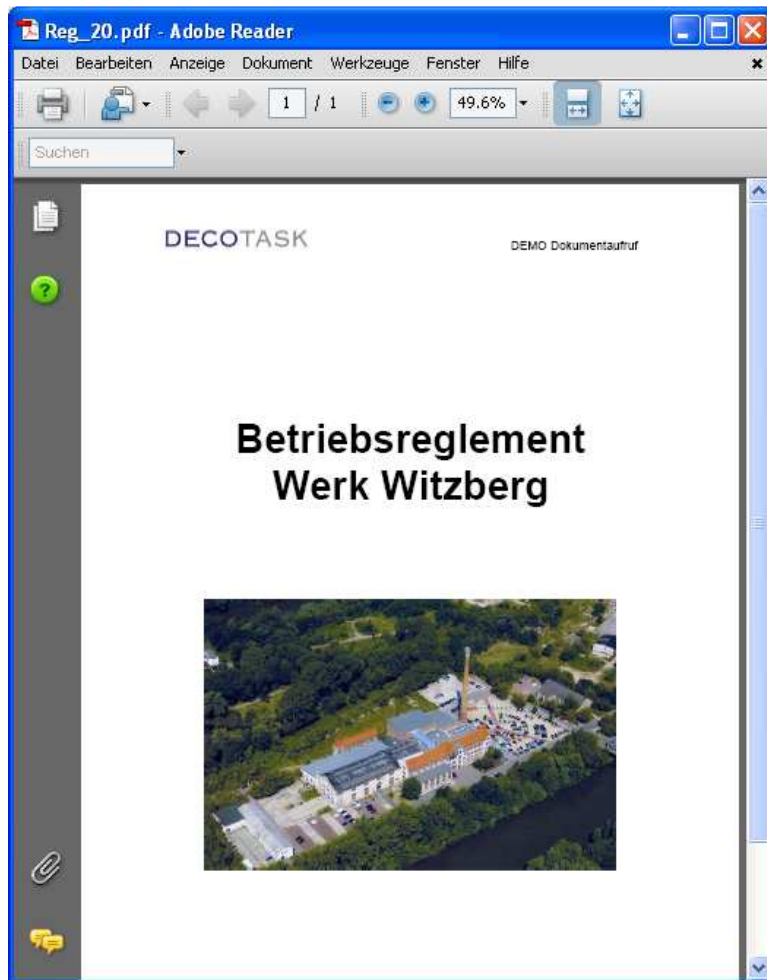 Reg_20.pdf - Adobe Reader
Datei Bearbeiten Anzeige Dokument Werkzeuge Fenster Hilfe
1 / 1 49.6%
Suchen
DECOTASK
DEMO Dokumentaufruf
Betriebsreglement
Werk Witzberg